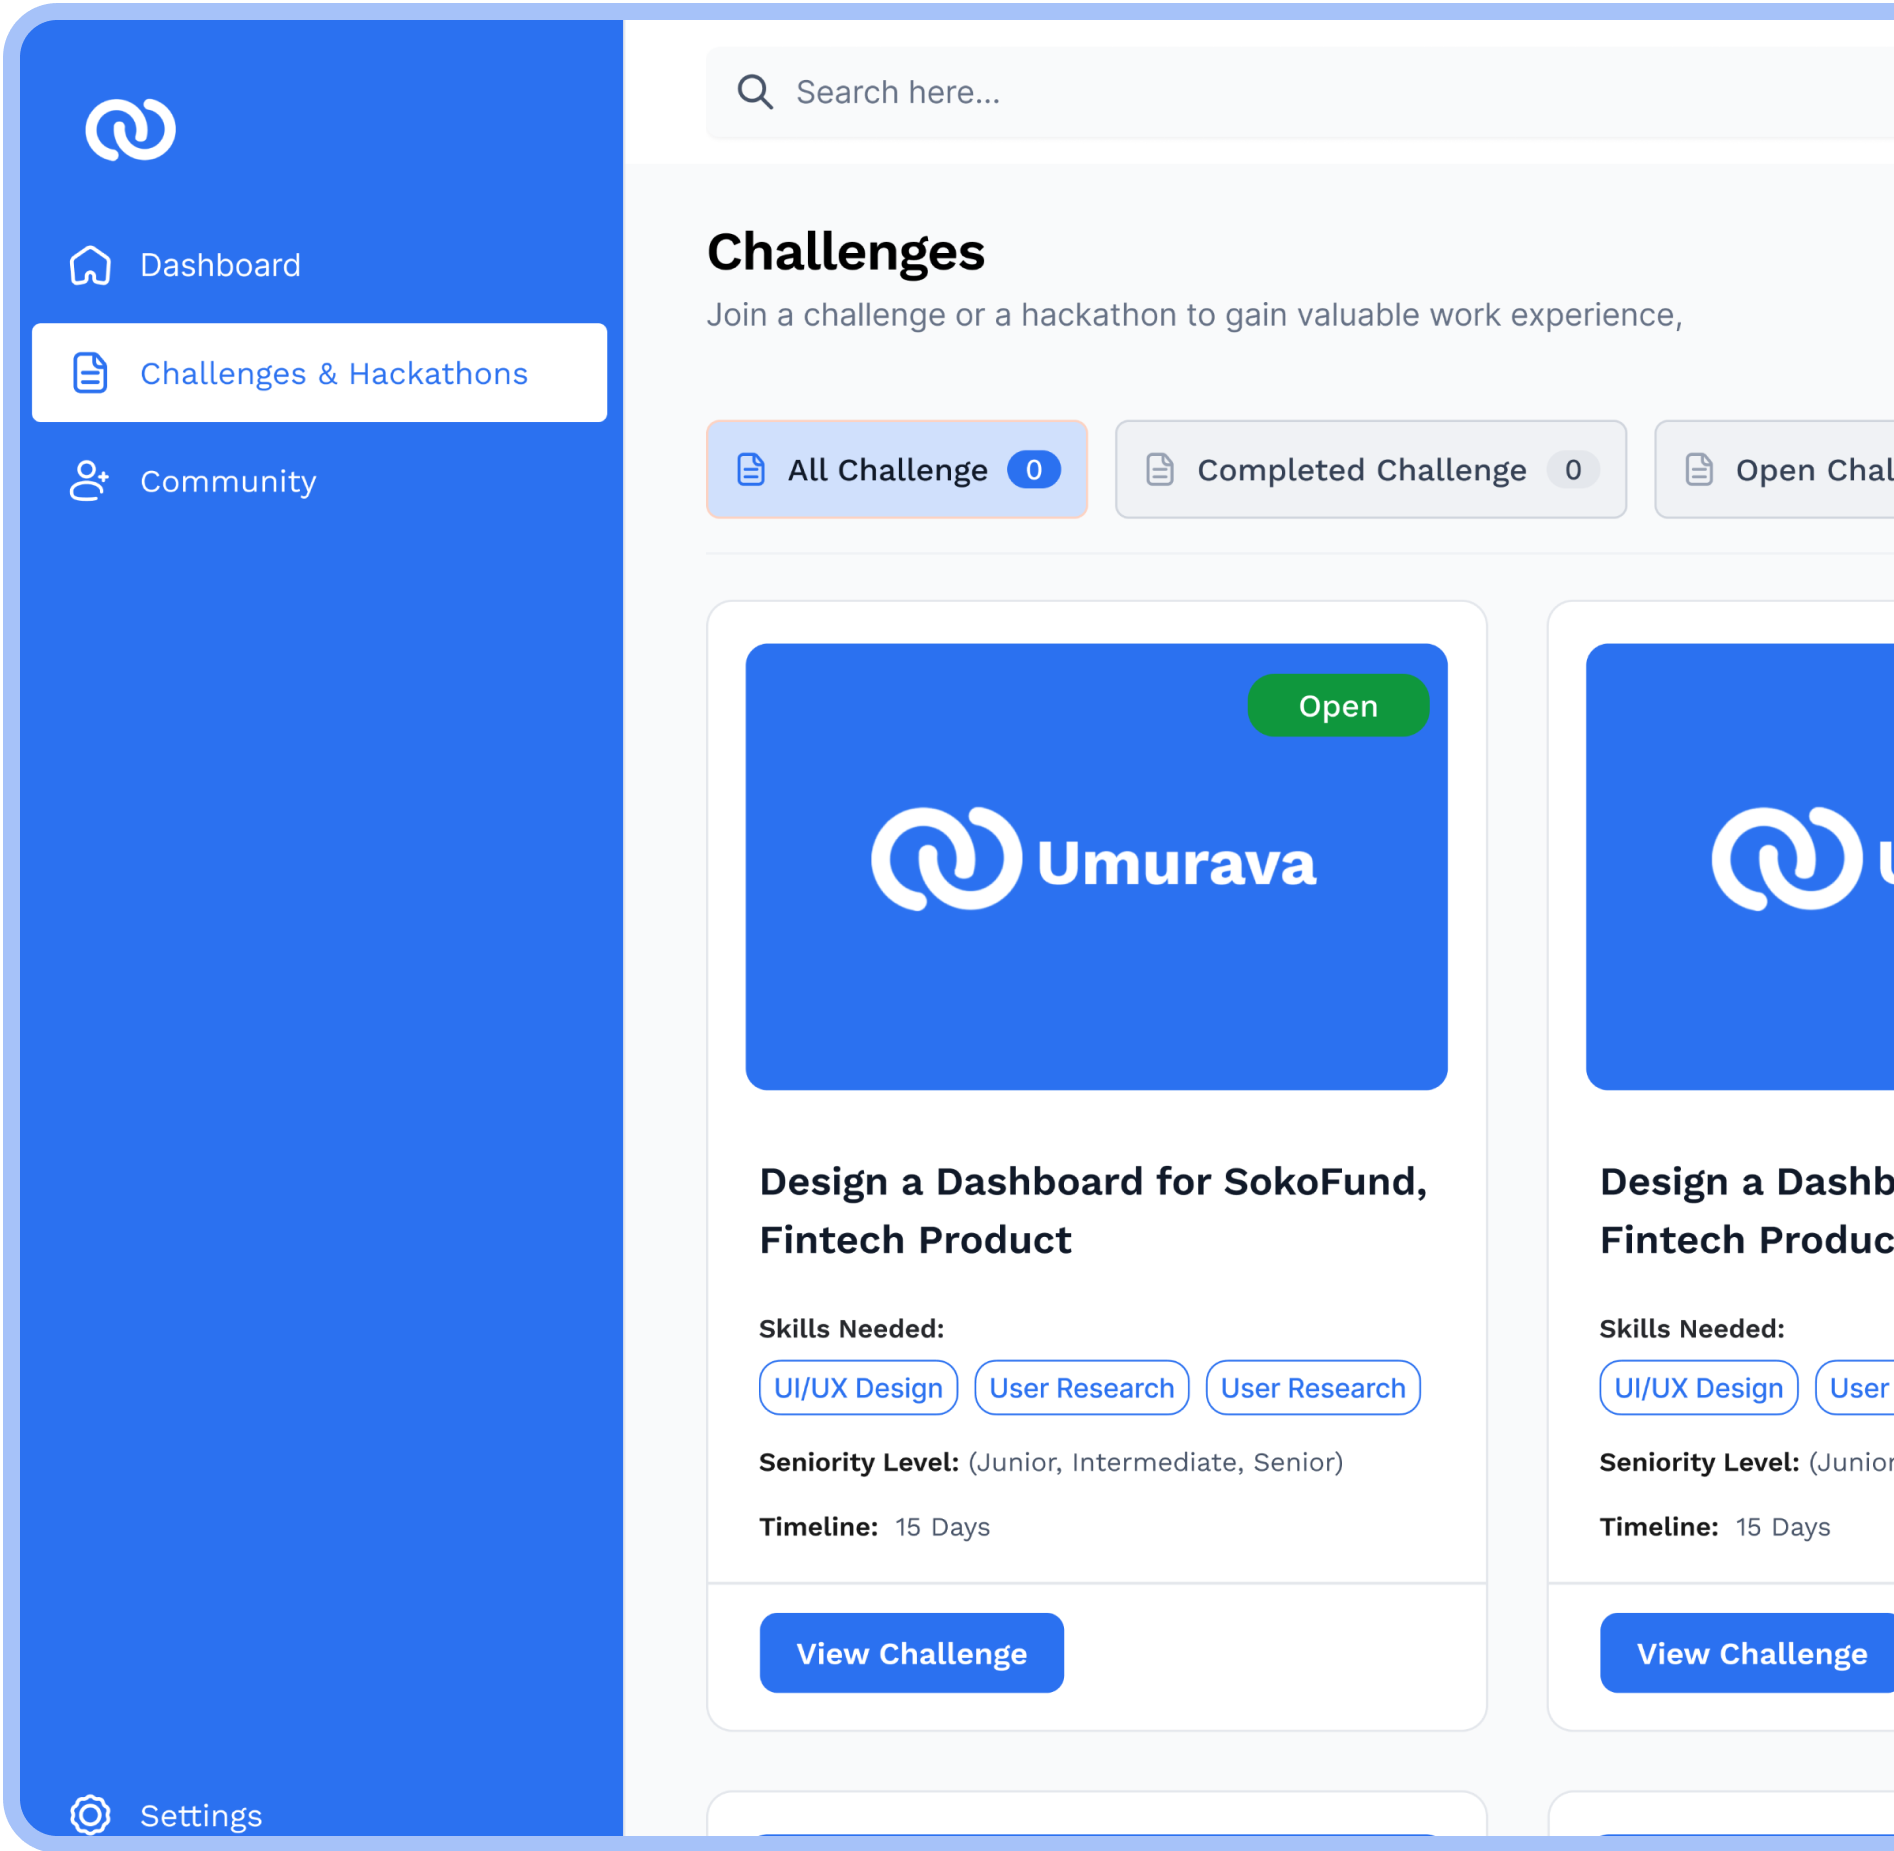 Search here...
Dashboard
Challenges & Hackathons
Community
Settings
Challenges
Join a challenge or a hackathon to gain valuable work experience,
All Challenge 0
Completed Challenge 0
Open Chal
Open
Umurava
Design a Dashboard for SokoFund,
Fintech Product
Skills Needed:
UI/UX Design User Research User Research
Seniority Level: (Junior, Intermediate, Senior)
Timeline: 15 Days
View Challenge
Design a Dashb
Fintech Produc
Skills Needed:
UI/UX Design User
Seniority Level: (Junior
Timeline: 15 Days
View Challenge